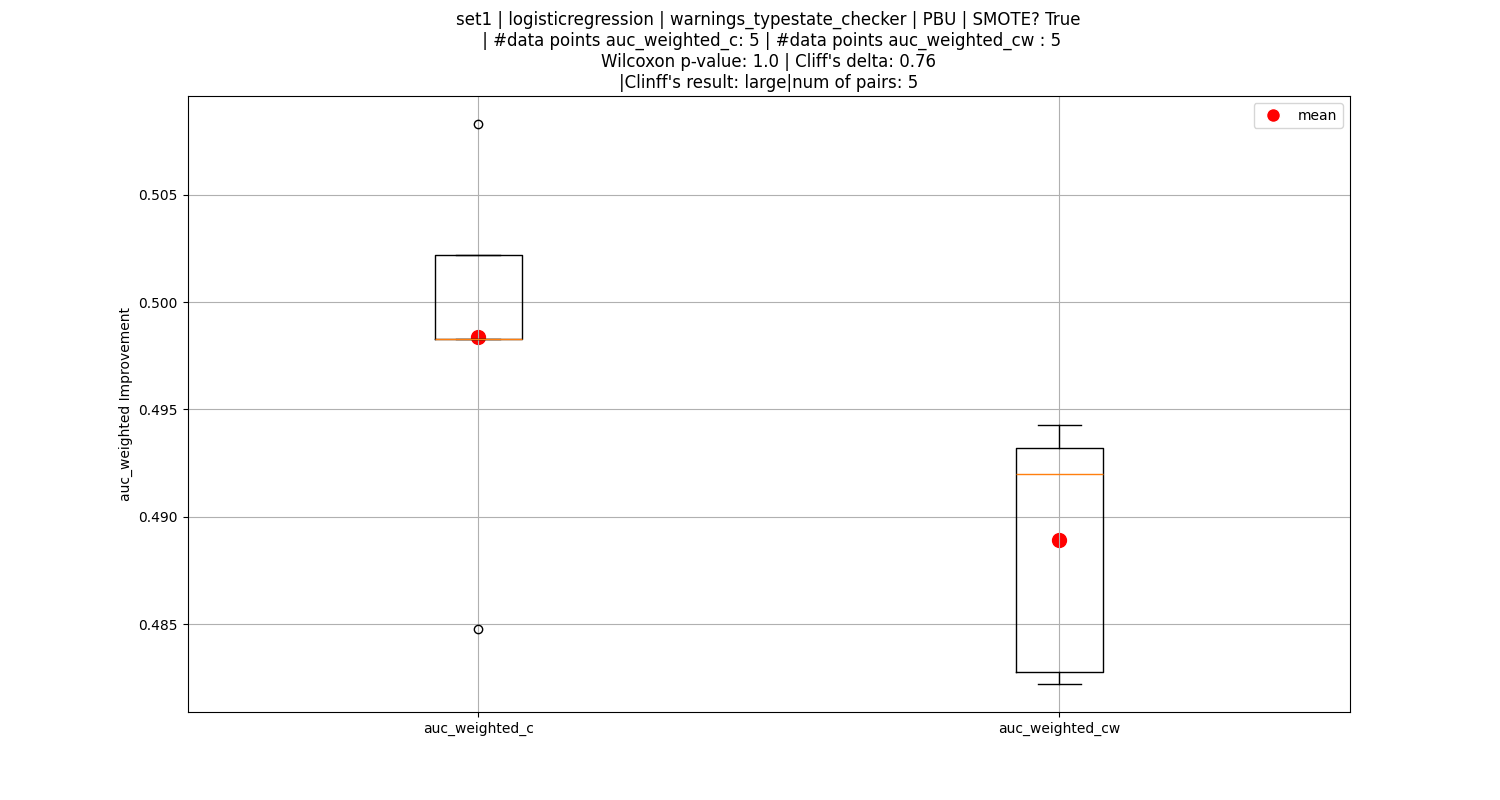 set1 | logisticregression | warnings_typestate_checker | PBU | SMOTE? True
| #data points auc_weighted_c: 5 | #data points auc_weighted_cw : 5
Wilcoxon p-value: 1.0 | Cliff's delta: 0.76
|Clinff's result: large|num of pairs: 5
mean
0.505
0.500
0.495
0.490
0.485
auc_weighted Improvement
auc_weighted_c
auc_weighted_cw